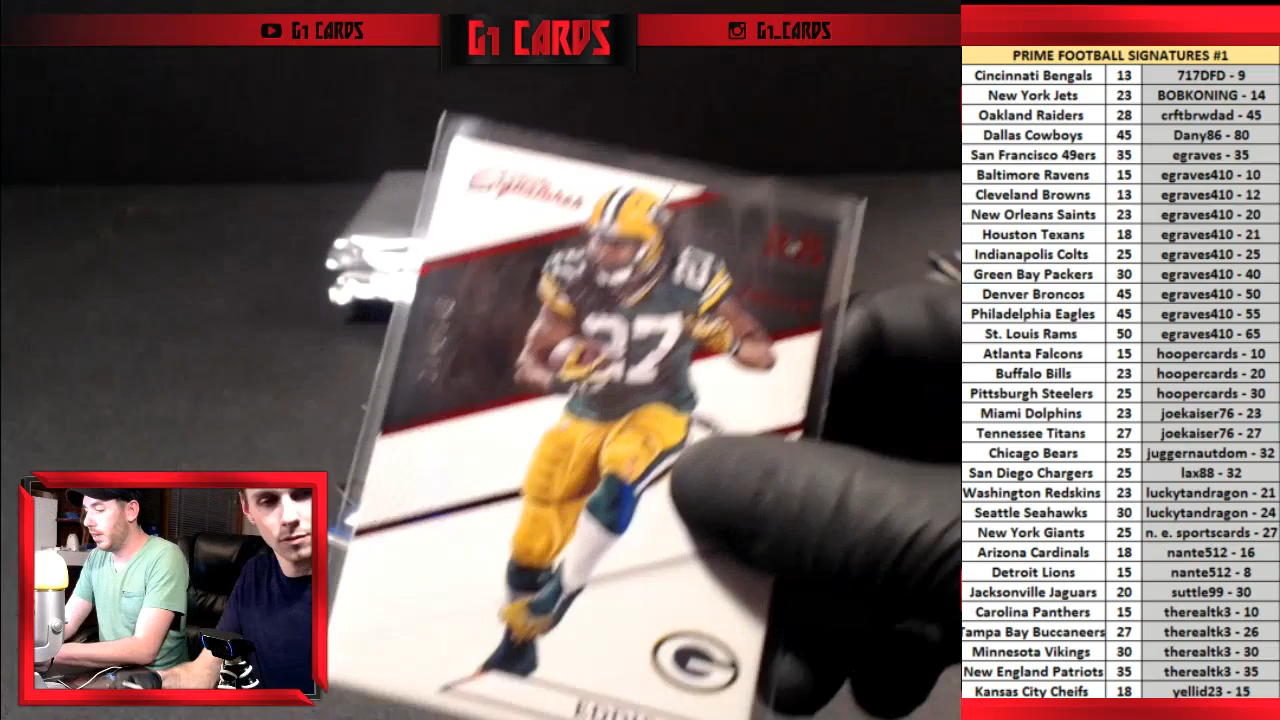 G1 CARDS
G1 CARDS
G1_CARDS
PRIME FOOTBALL SIGNATURES #1
Cincinnati Bengals 13 717DFD - 9
New York Jets 23 BOBKONING - 14
Oakland Raiders 28 crftbrwdad - 45
Dallas Cowboys 45 Dany86 - 80
San Francisco 49ers 35 egraves - 35
Baltimore Ravens 15 egraves410 - 10
Cleveland Browns 13 egraves410 - 12
New Orleans Saints 23 egraves410 - 20
Houston Texans 18 egraves410 - 21
Indianapolis Colts 25 egraves410 - 25
Green Bay Packers 30 egraves410 - 40
Denver Broncos 45 egraves410 - 50
Philadelphia Eagles 45 egraves410 - 55
St. Louis Rams 50 egraves410 - 65
Atlanta Falcons 15 hoopercards - 10
Buffalo Bills 23 hoopercards - 20
Pittsburgh Steelers 25 hoopercards - 30
Miami Dolphins 23 joekaiser76 - 23
Tennessee Titans 27 joekaiser76 - 27
Chicago Bears 25 juggernautdom - 32
San Diego Chargers 25 lax88 - 32
Washington Redskins 23 luckytandragon - 21
Seattle Seahawks 30 luckytandragon - 24
New York Giants 25 n. e. sportscards - 27
Arizona Cardinals 18 nante512 - 16
Detroit Lions 15 nante512 - 8
Jacksonville Jaguars 20 suttle99 - 30
Carolina Panthers 15 therealtk3 - 10
Tampa Bay Buccaneers 27 therealtk3 - 26
Minnesota Vikings 30 therealtk3 - 30
New England Patriots 35 therealtk3 - 35
Kansas City Cheifs 18 yellid23 - 15
Signatures
27
G